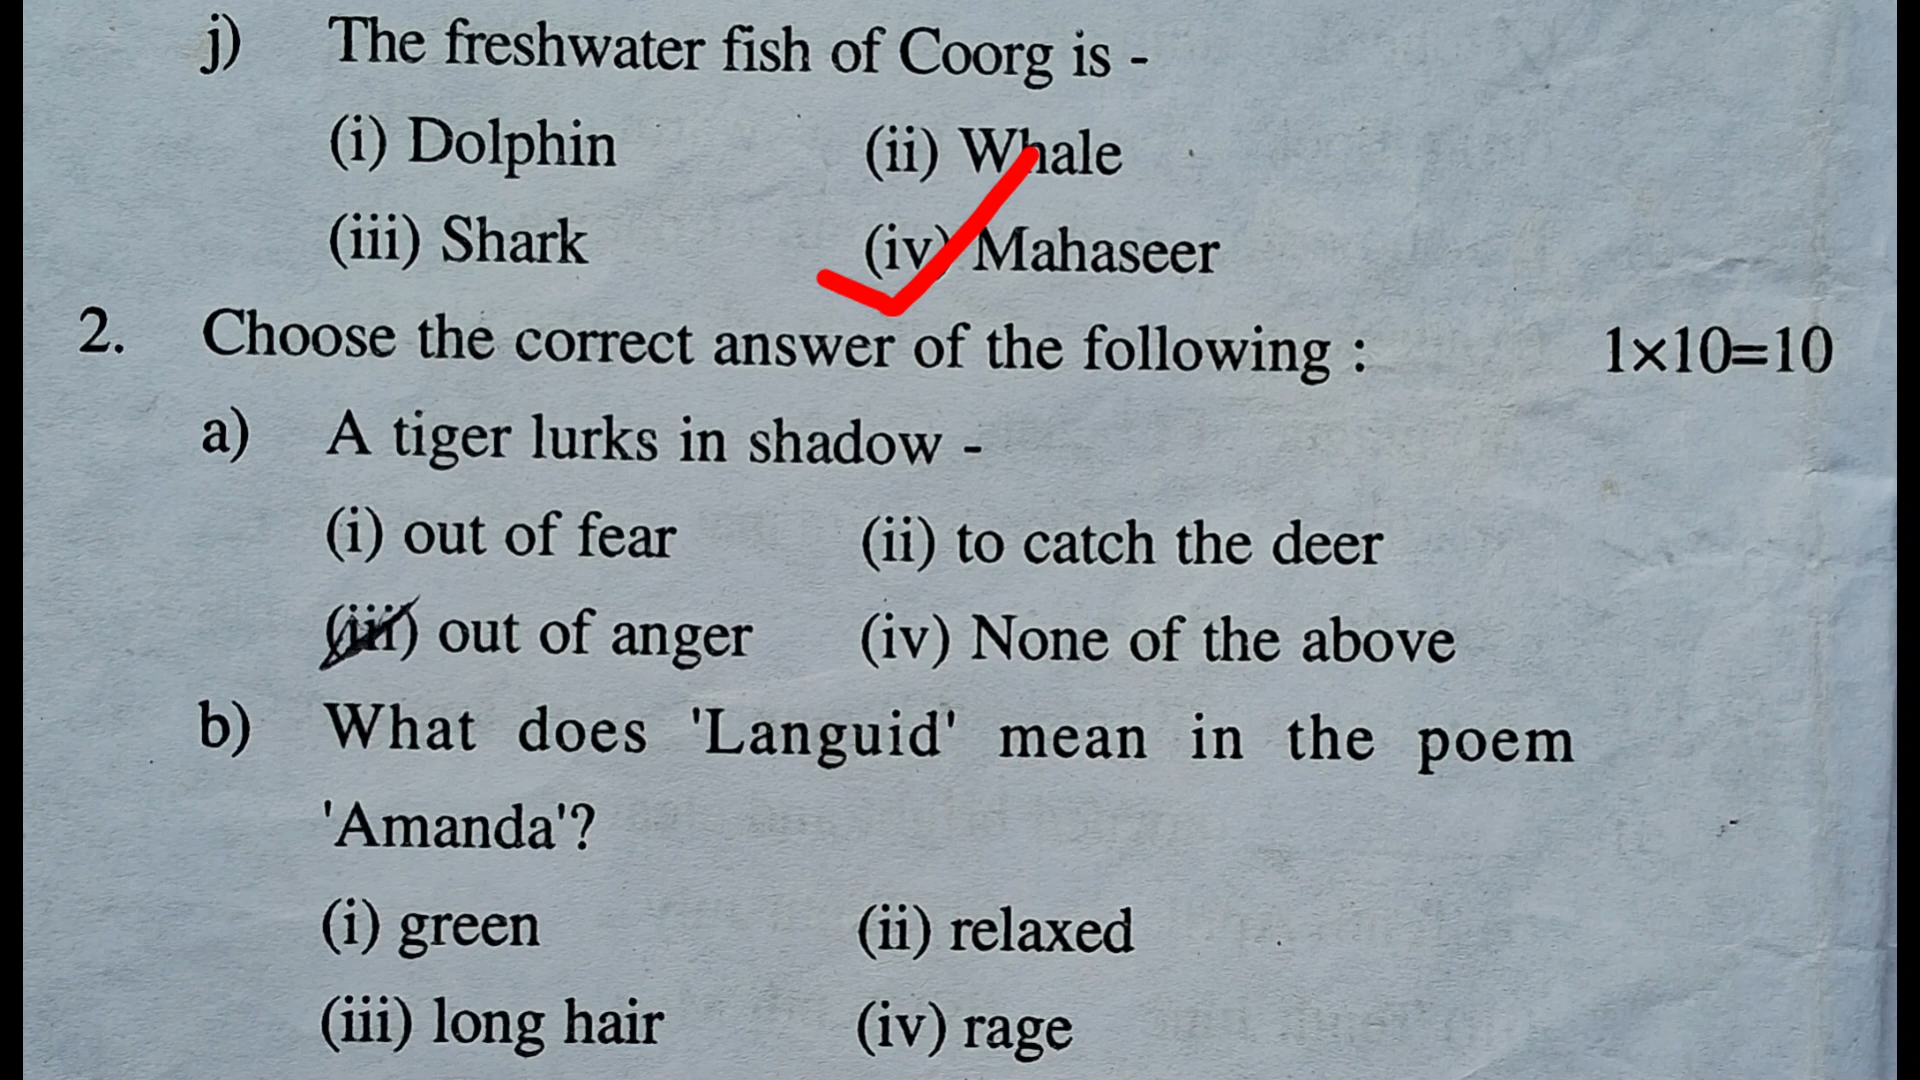 j) The freshwater fish of Coorg is -
(i) Dolphin (ii) Whale
(iii) Shark (iv) Mahaseer
2. Choose the correct answer of the following : 1×10=10
a) A tiger lurks in shadow -
(i) out of fear (ii) to catch the deer
(iii) out of anger (iv) None of the above
b) What does 'Languid' mean in the poem
'Amanda'?
(i) green (ii) relaxed
(iii) long hair (iv) rage